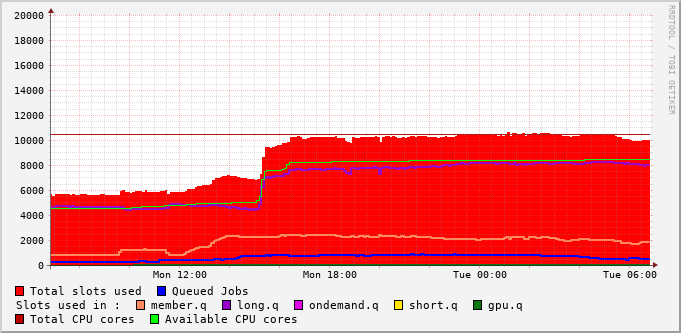 20000
18000
16000
14000
12000
10000
8000
6000
4000
2000
0
Mon 12:00 Mon 18:00 Tue 00:00 Tue 06:00
RRDTOOL / TOBI OETIKER
Total slots used Queued Jobs
Slots used in : member.q long.q ondemand.q short.q gpu.q
Total CPU cores Available CPU cores